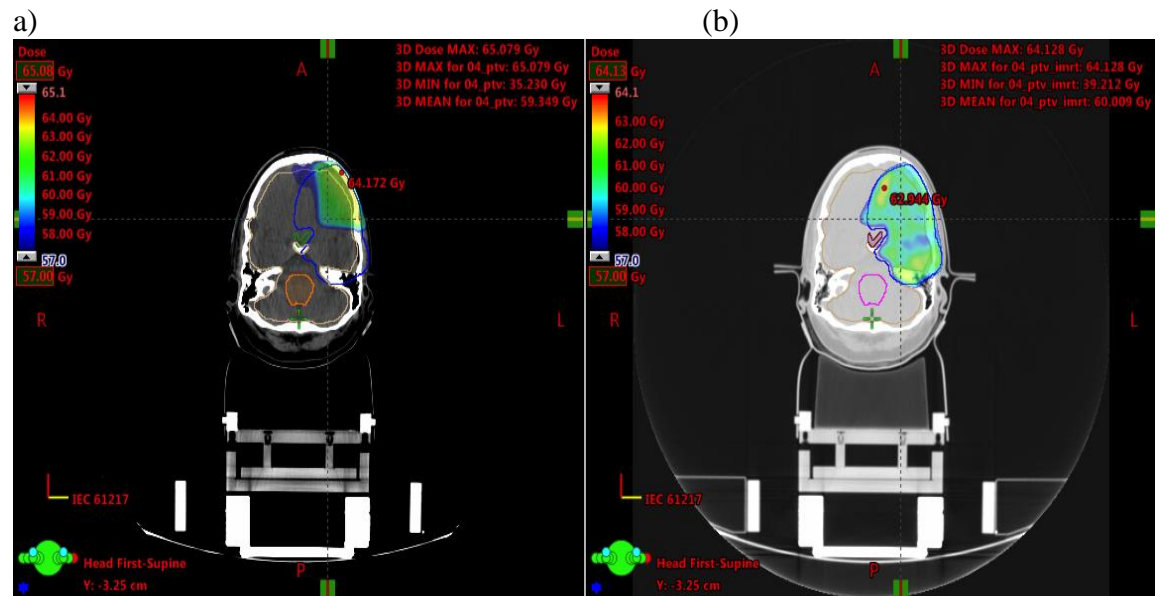 a)
(b)
Dose
65.08 Gy
65.1
64.00 Gy
63.00 Gy
62.00 Gy
61.00 Gy
60.00 Gy
59.00 Gy
58.00 Gy
57.0
57.00 Gy
3D Dose MAX: 65.079 Gy
3D MAX for 04_ptv: 65.079 Gy
3D MIN for 04_ptv: 35.230 Gy
3D MEAN for 04_ptv: 59.349 Gy
A
64.172 Gy
R
L
IEC 61217
Head First-Supine
Y: -3.25 cm
P
Dose
64.13 Gy
64.1
63.00 Gy
62.00 Gy
61.00 Gy
60.00 Gy
59.00 Gy
58.00 Gy
57.0
57.00 Gy
3D Dose MAX: 64.128 Gy
3D MAX for 04_ptv_imrt: 64.128 Gy
3D MIN for 04_ptv_imrt: 39.212 Gy
3D MEAN for 04_ptv_imrt: 60.009 Gy
A
62.944 Gy
R
L
IEC 61217
Head First-Supine
Y: -3.25 cm
P